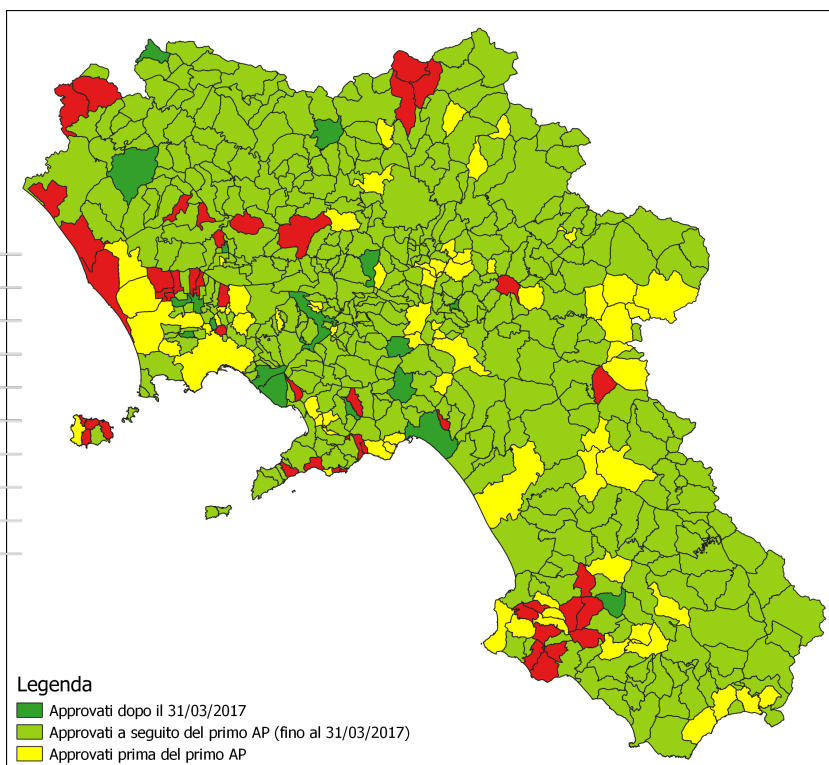 Legenda
Approvati dopo il 31/03/2017
Approvati a seguito del primo AP (fino al 31/03/2017)
Approvati prima del primo AP